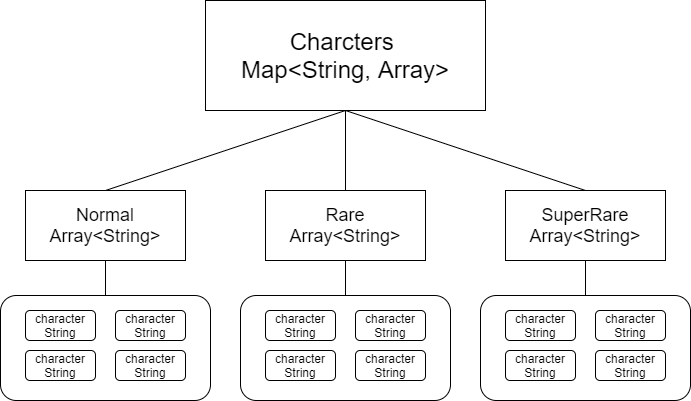 Charcters
Map<String, Array>
Normal
Array<String>
Rare
Array<String>
SuperRare
Array<String>
character
String
character
String
character
String
character
String
character
String
character
String
character
String
character
String
character
String
character
String
character
String
character
String